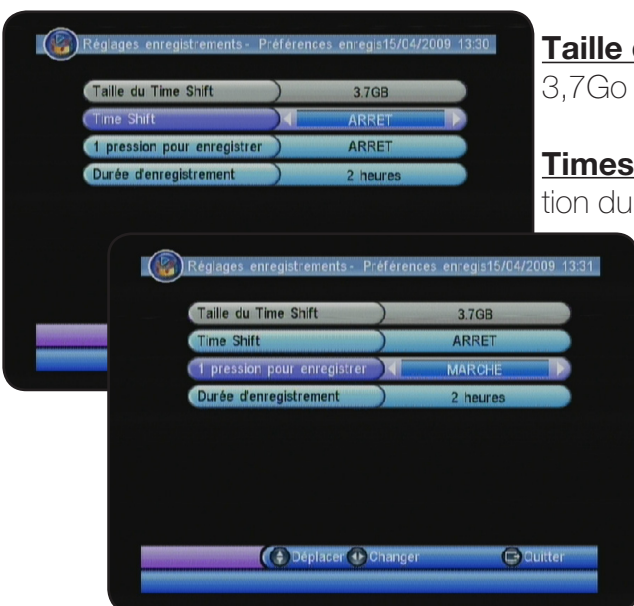 Réglages enregistrements - Préférences enregis15/04/2009 13:30
Taille du Time Shift 3.7GB
Time Shift ARRET
1 pression pour enregistrer ARRET
Durée d'enregistrement 2 heures
Taille
3,7Go
Times
tion du
Réglages enregistrements - Préférences enregis15/04/2009 13:31
Taille du Time Shift 3.7GB
Time Shift ARRET
1 pression pour enregistrer MARCHE
Durée d'enregistrement 2 heures
Déplacer Changer Quitter